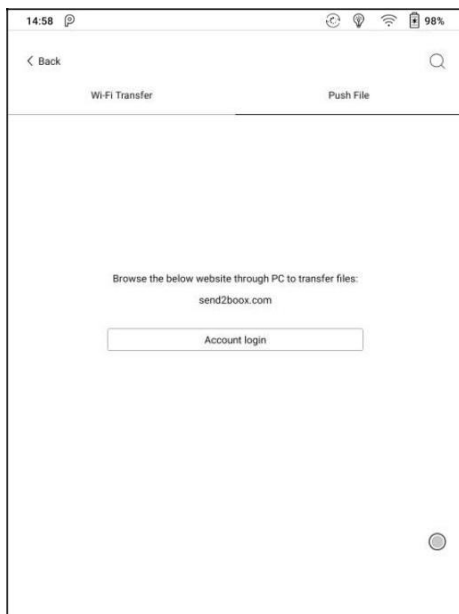 14:58
98%
Back
Wi-Fi Transfer
Push File
Browse the below website through PC to transfer files:
send2boox.com
Account login